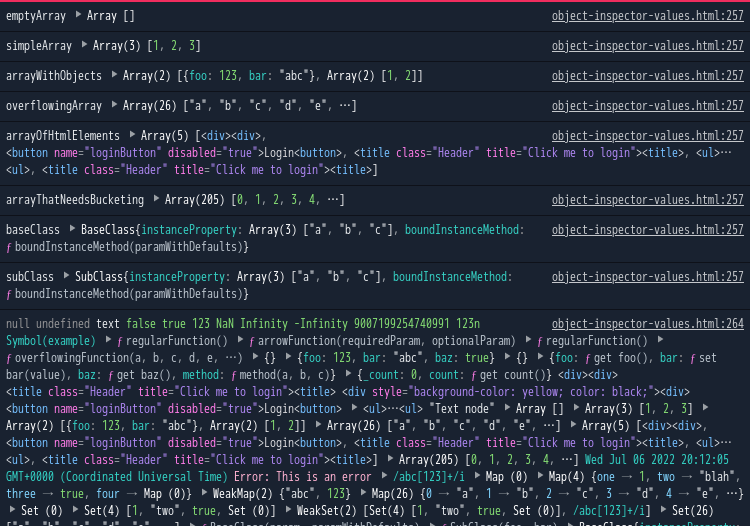 emptyArray ▶ Array [] object-inspector-values.html:257
simpleArray ▶ Array(3) [1, 2, 3] object-inspector-values.html:257
arrayWithObjects ▶ Array(2) [{foo: 123, bar: "abc"}, Array(2) [1, 2]] object-inspector-values.html:257
overflowingArray ▶ Array(26) ["a", "b", "c", "d", "e", …] object-inspector-values.html:257
arrayOfHtmlElements ▶ Array(5) [<div><div>, object-inspector-values.html:257
<button name="loginButton" disabled="true">Login<button>, <title class="Header" title="Click me to login"><title>, <ul>…
<ul>, <title class="Header" title="Click me to login"><title>]
arrayThatNeedsBucketing ▶ Array(205) [0, 1, 2, 3, 4, …] object-inspector-values.html:257
baseClass ▶ BaseClass{instanceProperty: Array(3) ["a", "b", "c"], boundInstanceMethod: object-inspector-values.html:257
ƒ boundInstanceMethod(paramWithDefaults)}
subClass ▶ SubClass{instanceProperty: Array(3) ["a", "b", "c"], boundInstanceMethod: object-inspector-values.html:257
ƒ boundInstanceMethod(paramWithDefaults)}
null undefined text false true 123 NaN Infinity -Infinity 9007199254740991 123n object-inspector-values.html:264
Symbol(example) ▶ ƒ regularFunction() ▶ ƒ arrowFunction(requiredParam, optionalParam) ▶ ƒ regularFunction() ▶
ƒ overflowingFunction(a, b, c, d, e, …) ▶ {} ▶ {foo: 123, bar: "abc", baz: true} ▶ {} ▶ {foo: ƒ get foo(), bar: ƒ set
bar(value), baz: ƒ get baz(), method: ƒ method(a, b, c)} ▶ {_count: 0, count: ƒ get count()} <div><div>
<title class="Header" title="Click me to login"><title> <div style="background-color: yellow; color: black;"><div>
<button name="loginButton" disabled="true">Login<button> ▶ <ul>…<ul> "Text node" ▶ Array [] ▶ Array(3) [1, 2, 3] ▶
Array(2) [{foo: 123, bar: "abc"}, Array(2) [1, 2]] ▶ Array(26) ["a", "b", "c", "d", "e", …] ▶ Array(5) [<div><div>,
<button name="loginButton" disabled="true">Login<button>, <title class="Header" title="Click me to login"><title>, <ul>…
<ul>, <title class="Header" title="Click me to login"><title>] ▶ Array(205) [0, 1, 2, 3, 4, …] Wed Jul 06 2022 20:12:05
GMT+0000 (Coordinated Universal Time) Error: This is an error ▶ /abc[123]+/i ▶ Map (0) ▶ Map(4) {one → 1, two → "blah",
three → true, four → Map (0)} ▶ WeakMap(2) {"abc", 123} ▶ Map(26) {0 → "a", 1 → "b", 2 → "c", 3 → "d", 4 → "e", …}
▶ Set (0) ▶ Set(4) [1, "two", true, Set (0)] ▶ WeakSet(2) [Set(4) [1, "two", true, Set (0)], /abc[123]+/i] ▶ Set(26)